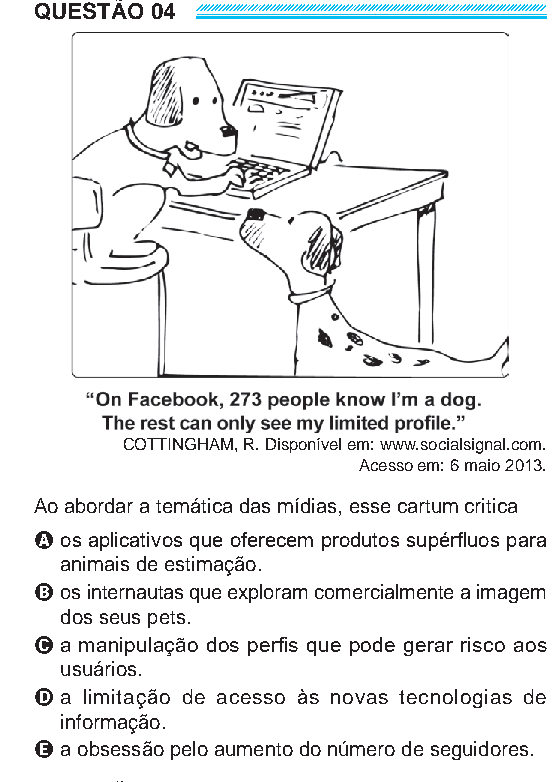 QUESTÃO 04
“On Facebook, 273 people know I’m a dog.
The rest can only see my limited profile.”
COTTINGHAM, R. Disponível em: www.socialsignal.com.
Acesso em: 6 maio 2013.
Ao abordar a temática das mídias, esse cartum critica
A os aplicativos que oferecem produtos supérfluos para
animais de estimação.
B os internautas que exploram comercialmente a imagem
dos seus pets.
C a manipulação dos perfis que pode gerar risco aos
usuários.
D a limitação de acesso às novas tecnologias de
informação.
E a obsessão pelo aumento do número de seguidores.